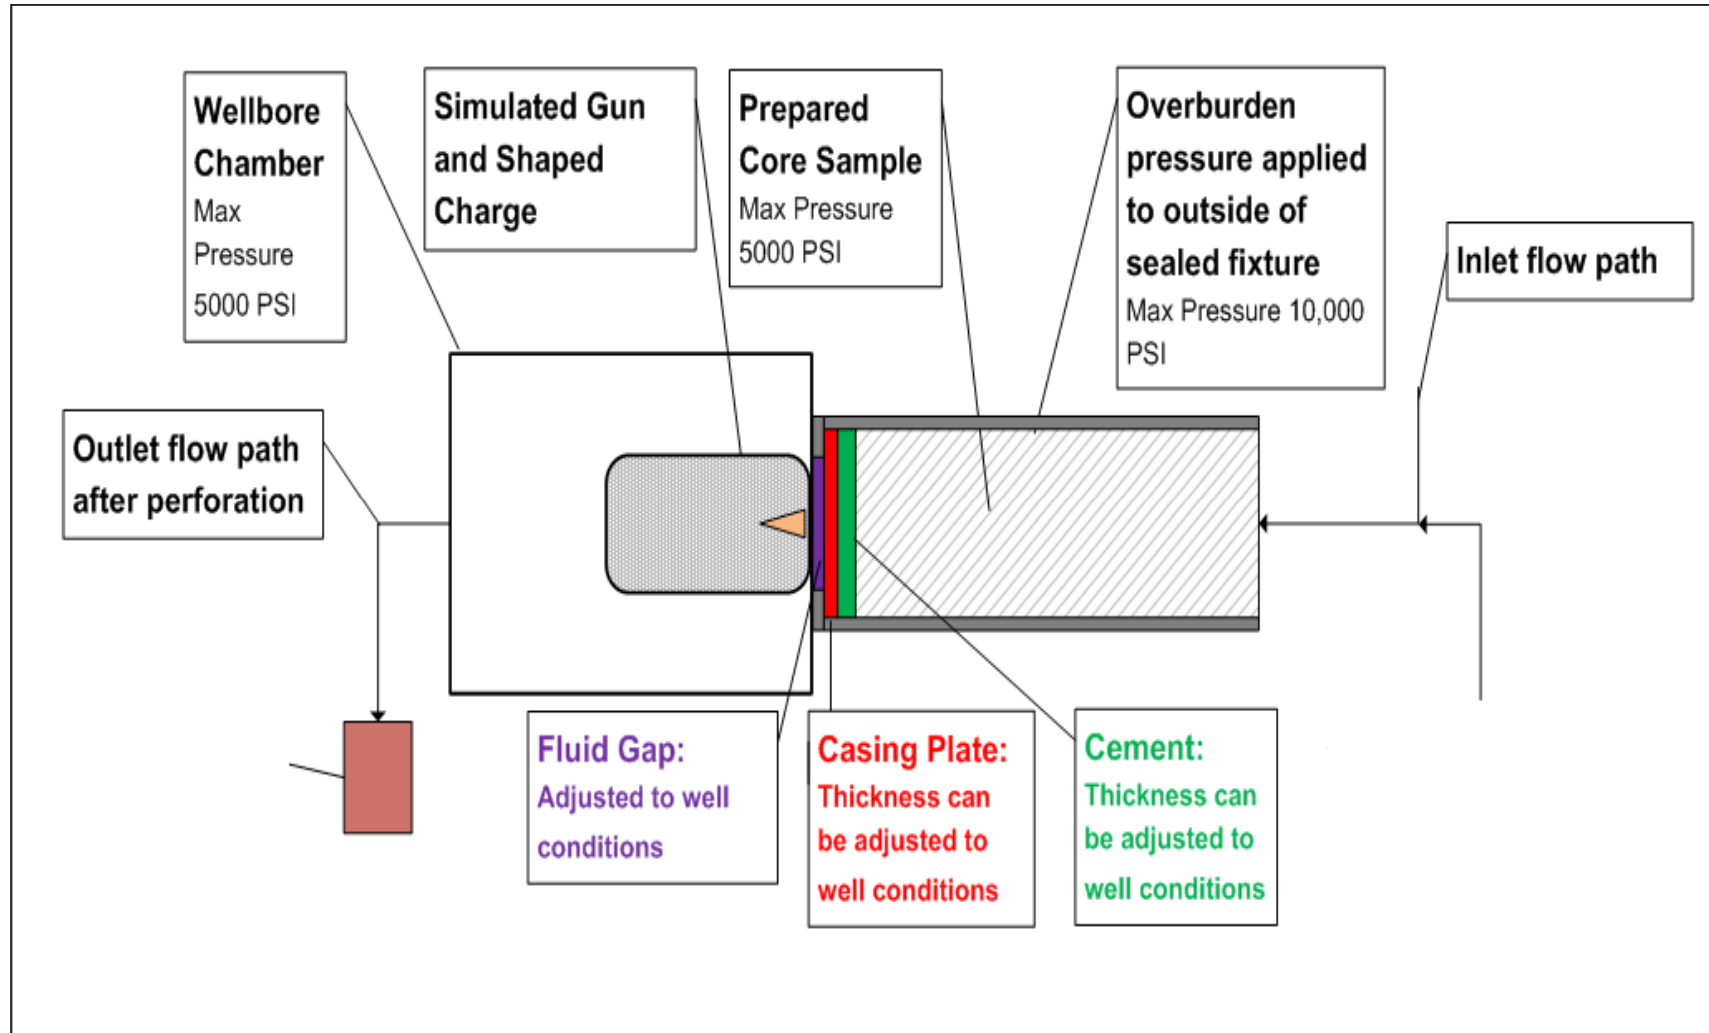 Wellbore
Chamber
Max
Pressure
5000 PSI
Simulated Gun
and Shaped
Charge
Prepared
Core Sample
Max Pressure
5000 PSI
Overburden
pressure applied
to outside of
sealed fixture
Max Pressure 10,000
PSI
Inlet flow path
Outlet flow path
after perforation
Fluid Gap:
Adjusted to well
conditions
Casing Plate:
Thickness can
be adjusted to
well conditions
Cement:
Thickness can
be adjusted to
well conditions